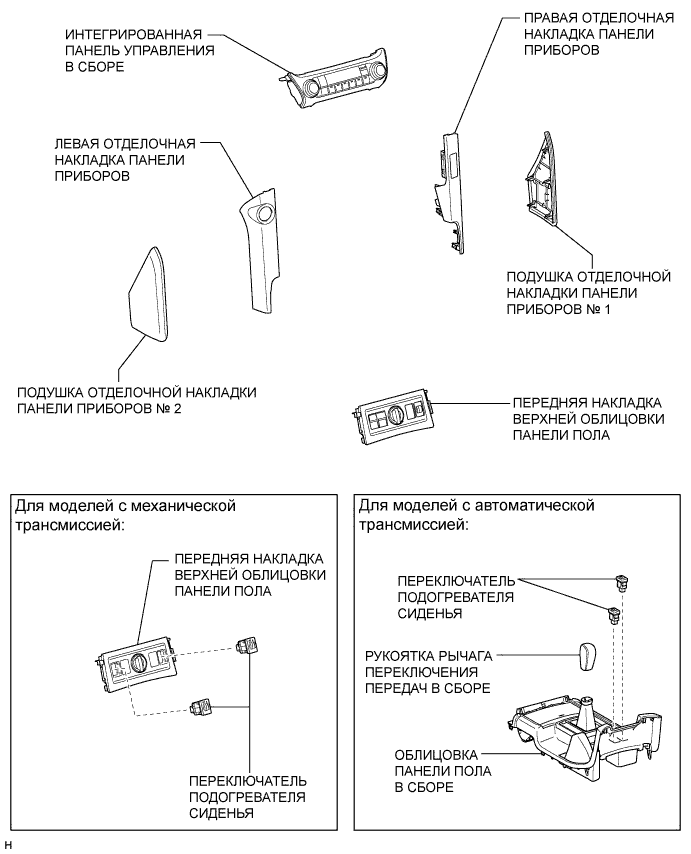 ИНТЕГРИРОВАННАЯ
ПАНЕЛЬ УПРАВЛЕНИЯ
В СБОРЕ
ПРАВАЯ ОТДЕЛОЧНАЯ
НАКЛАДКА ПАНЕЛИ
ПРИБОРОВ
ЛЕВАЯ ОТДЕЛОЧНАЯ
НАКЛАДКА ПАНЕЛИ
ПРИБОРОВ
ПОДУШКА ОТДЕЛОЧНОЙ
НАКЛАДКИ ПАНЕЛИ
ПРИБОРОВ № 1
ПОДУШКА ОТДЕЛОЧНОЙ НАКЛАДКИ
ПАНЕЛИ ПРИБОРОВ № 2
ПЕРЕДНЯЯ НАКЛАДКА
ВЕРХНЕЙ ОБЛИЦОВКИ
ПАНЕЛИ ПОЛА
Для моделей с механической
трансмиссией:
ПЕРЕДНЯЯ НАКЛАДКА
ВЕРХНЕЙ ОБЛИЦОВКИ
ПАНЕЛИ ПОЛА
ПЕРЕКЛЮЧАТЕЛЬ
ПОДОГРЕВАТЕЛЯ
СИДЕНЬЯ
Для моделей с автоматической
трансмиссией:
ПЕРЕКЛЮЧАТЕЛЬ
ПОДОГРЕВАТЕЛЯ
СИДЕНЬЯ
РУКОЯТКА РЫЧАГА
ПЕРЕКЛЮЧЕНИЯ
ПЕРЕДАЧ В СБОРЕ
ОБЛИЦОВКА
ПАНЕЛИ ПОЛА
В СБОРЕ
H